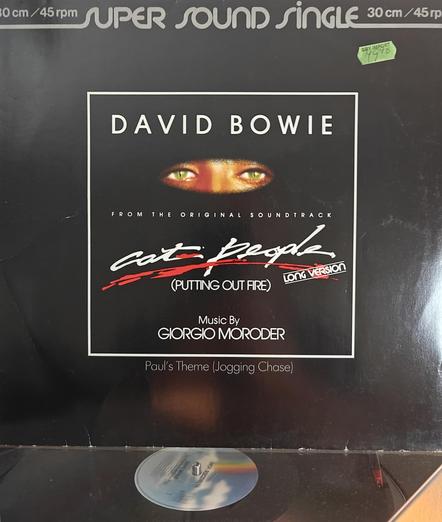 30 cm / 45 rpm SUPER SOUND SINGLE 30 cm / 45 rp
DAVID BOWIE
FROM THE ORIGINAL SOUNDTRACK
cat people
(PUTTING OUT FIRE)
LONG VERSION
Music By
GIORGIO MORODER
Paul's Theme (Jogging Chase)